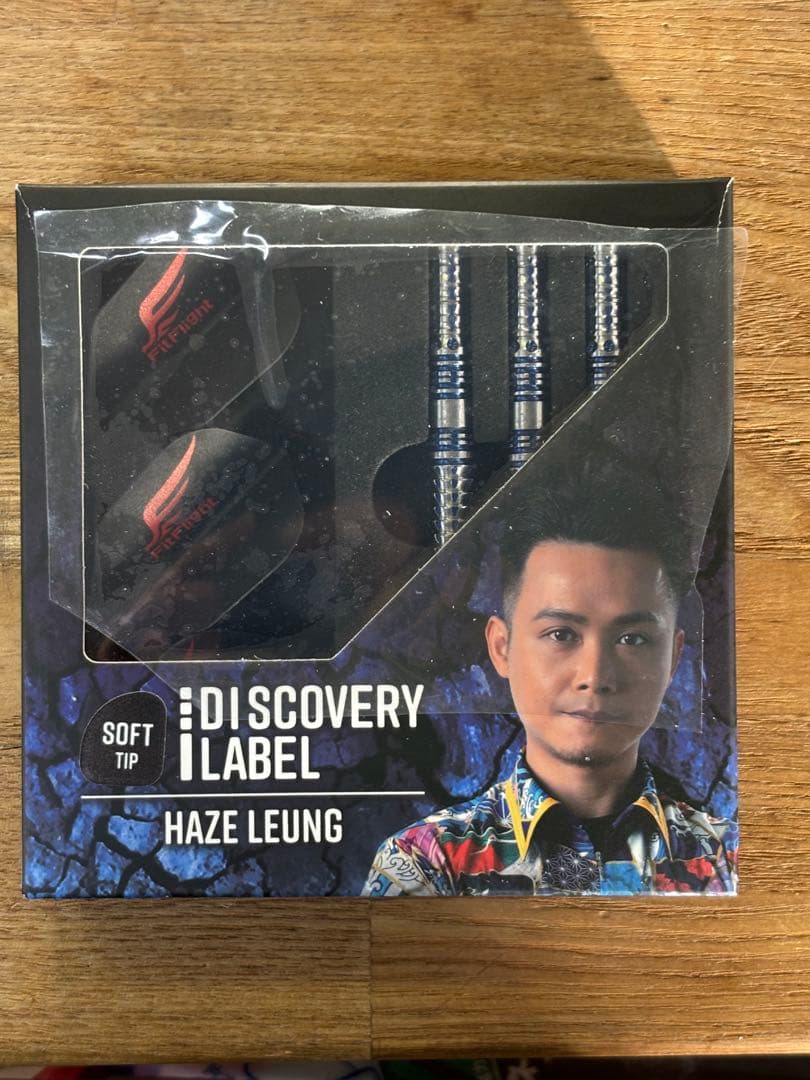 FitFlight
FitFlight
SOFT
TIP
DISCOVERY
LABEL
HAZE LEUNG